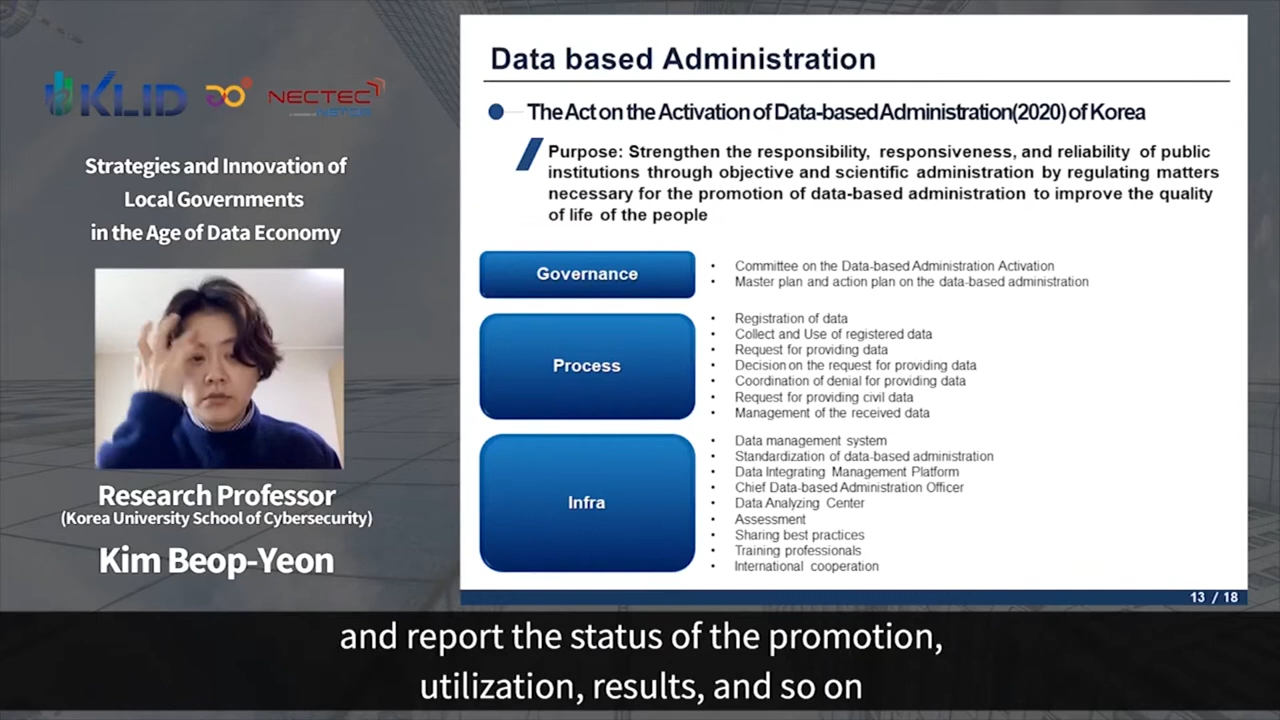 KLID
NECTEC
Strategies and Innovation of
Local Governments
in the Age of Data Economy
Research Professor
(Korea University School of Cybersecurity)
Kim Beop-Yeon
Data based Administration
The Act on the Activation of Data-based Administration(2020) of Korea
Purpose: Strengthen the responsibility, responsiveness, and reliability of public
institutions through objective and scientific administration by regulating matters
necessary for the promotion of data-based administration to improve the quality
of life of the people
Governance
• Committee on the Data-based Administration Activation
• Master plan and action plan on the data-based administration
Process
• Registration of data
• Collect and Use of registered data
• Request for providing data
• Decision on the request for providing data
• Coordination of denial for providing data
• Request for providing civil data
• Management of the received data
Infra
• Data management system
• Standardization of data-based administration
• Data Integrating Management Platform
• Chief Data-based Administration Officer
• Data Analyzing Center
• Assessment
• Sharing best practices
• Training professionals
• International cooperation
13 / 18
and report the status of the promotion,
utilization, results, and so on